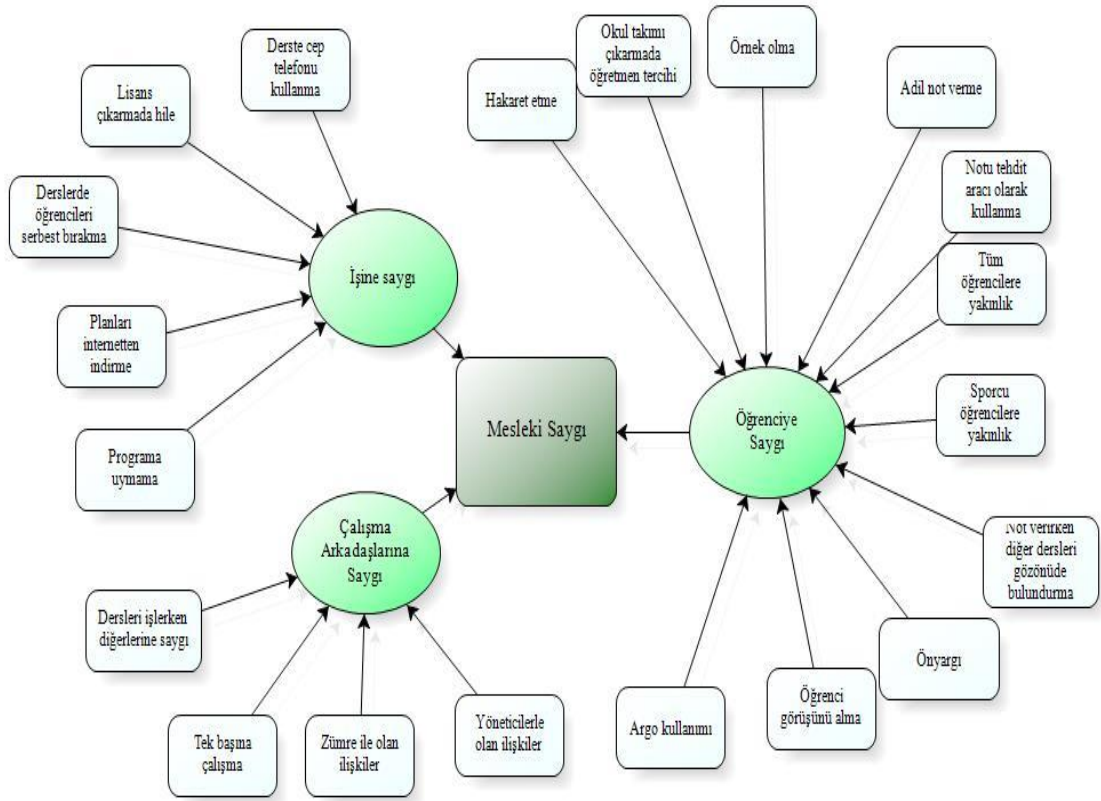 Derste cep
telefonu
kullanma
Lisans
çıkarmada hile
Derslerde
öğrencileri
serbest bırakma
Planları
internetten
indirme
Programa
uymama
İşine saygı
Hakaret etme
Okul takımı
çıkarmada
öğretmen tercihi
Örnek olma
Adil not verme
Notu tehdit
aracı olarak
kullanma
Tüm
öğrencilere
yakınlık
Sporcu
öğrencilere
yakınlık
Not verirken
diğer dersleri
gözönüde
bulundurma
Önyargı
Öğrenci
görüşünü alma
Argo kullanımı
Öğrenciye
Saygı
Mesleki Saygı
Çalışma
Arkadaşlarına
Saygı
Dersleri işlerken
diğerlerine saygı
Tek başına
çalışma
Zümre ile olan
ilişkiler
Yöneticilerle
olan ilişkiler